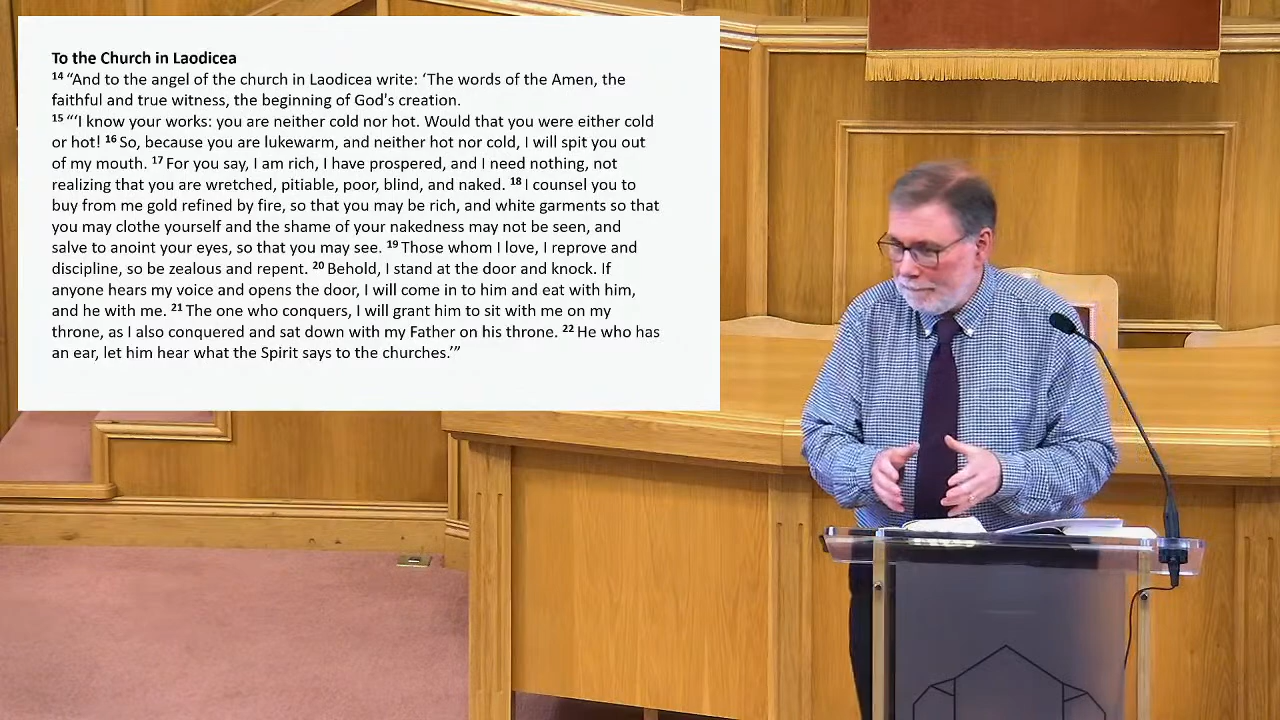 To the Church in Laodicea
14 “And to the angel of the church in Laodicea write: ‘The words of the Amen, the
faithful and true witness, the beginning of God's creation.
15 “‘I know your works: you are neither cold nor hot. Would that you were either cold
or hot! 16 So, because you are lukewarm, and neither hot nor cold, I will spit you out
of my mouth. 17 For you say, I am rich, I have prospered, and I need nothing, not
realizing that you are wretched, pitiable, poor, blind, and naked. 18 I counsel you to
buy from me gold refined by fire, so that you may be rich, and white garments so that
you may clothe yourself and the shame of your nakedness may not be seen, and
salve to anoint your eyes, so that you may see. 19 Those whom I love, I reprove and
discipline, so be zealous and repent. 20 Behold, I stand at the door and knock. If
anyone hears my voice and opens the door, I will come in to him and eat with him,
and he with me. 21 The one who conquers, I will grant him to sit with me on my
throne, as I also conquered and sat down with my Father on his throne. 22 He who has
an ear, let him hear what the Spirit says to the churches.’”